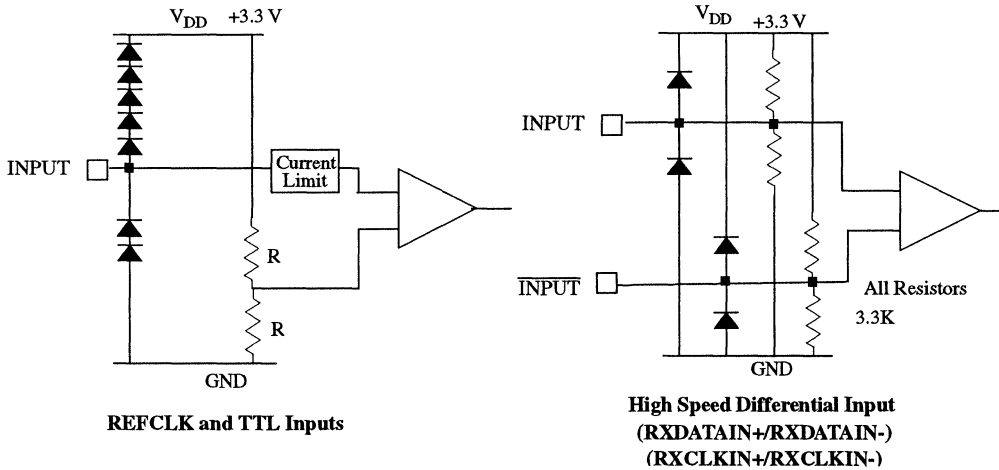 V_DD +3.3 V
INPUT
Current
Limit
R
R
GND
REFCLK and TTL Inputs
V_DD +3.3 V
INPUT
I̅N̅P̅U̅T̅
All Resistors
3.3K
GND
High Speed Differential Input
(RXDATAIN+/RXDATAIN-)
(RXCLKIN+/RXCLKIN-)